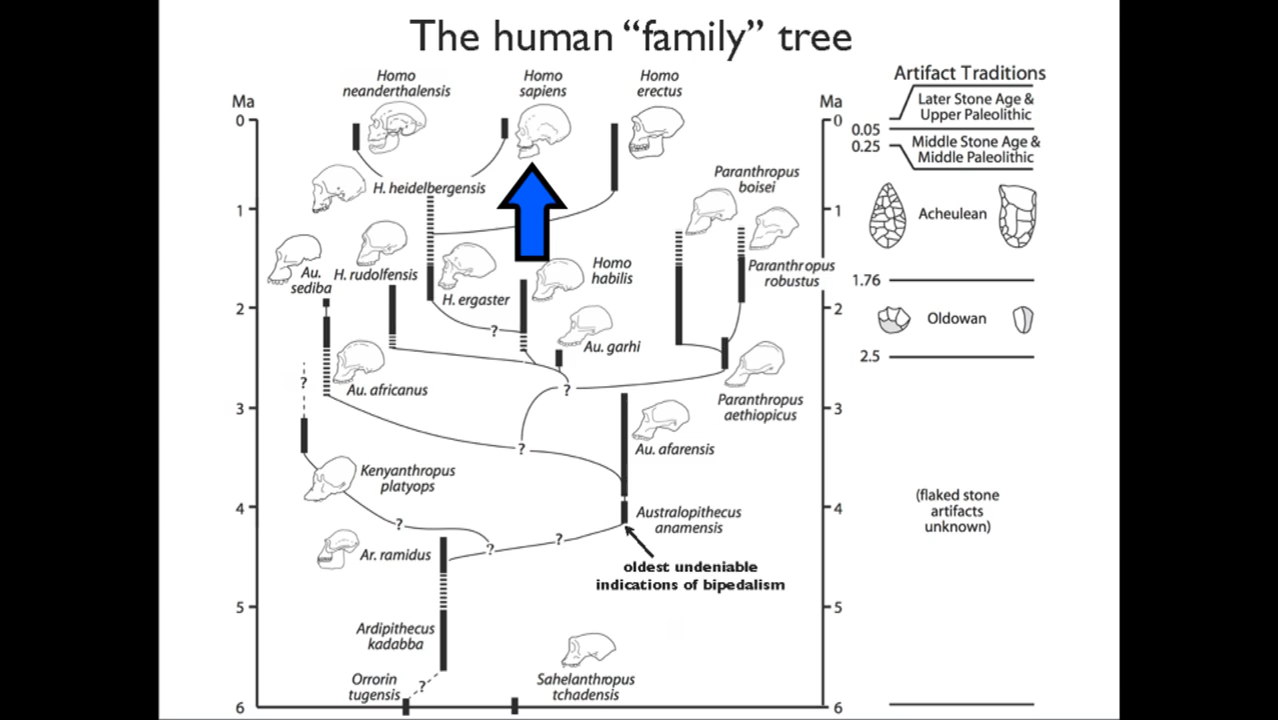 The human “family” tree
Homo
neanderthalensis
Homo
sapiens
Homo
erectus
Artifact Traditions
Ma
Ma
Later Stone Age &
Upper Paleolithic
0
0
0.05
0.25
Middle Stone Age &
Middle Paleolithic
H. heidelbergensis
Paranthropus
boisei
1
1
Acheulean
Au.
sediba
H. rudolfensis
H. ergaster
Homo
habilis
Paranthropus
robustus
1.76
2
2
?
Oldowan
Au. garhi
2.5
?
Au. africanus
?
Paranthropus
aethiopicus
3
3
?
Au. afarensis
Kenyanthropus
platyops
(flaked stone
artifacts
unknown)
4
4
Australopithecus
anamensis
?
?
?
Ar. ramidus
oldest undeniable
indications of bipedalism
5
5
Ardipithecus
kadabba
Orrorin
tugensis
?
Sahelanthropus
tchadensis
6
6